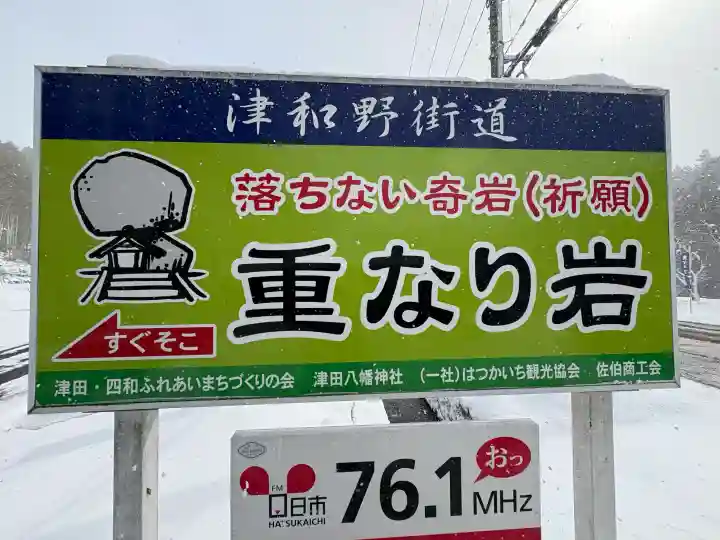 津和野街道
落ちない奇岩(祈願)
重なり岩
すぐそこ
津田・四和ふれあいまちづくりの会 津田八幡神社 (一社)はつかいち観光協会 佐伯商工会
FM
廿日市
HATSUKAICHI
76.1 MHz
おっ